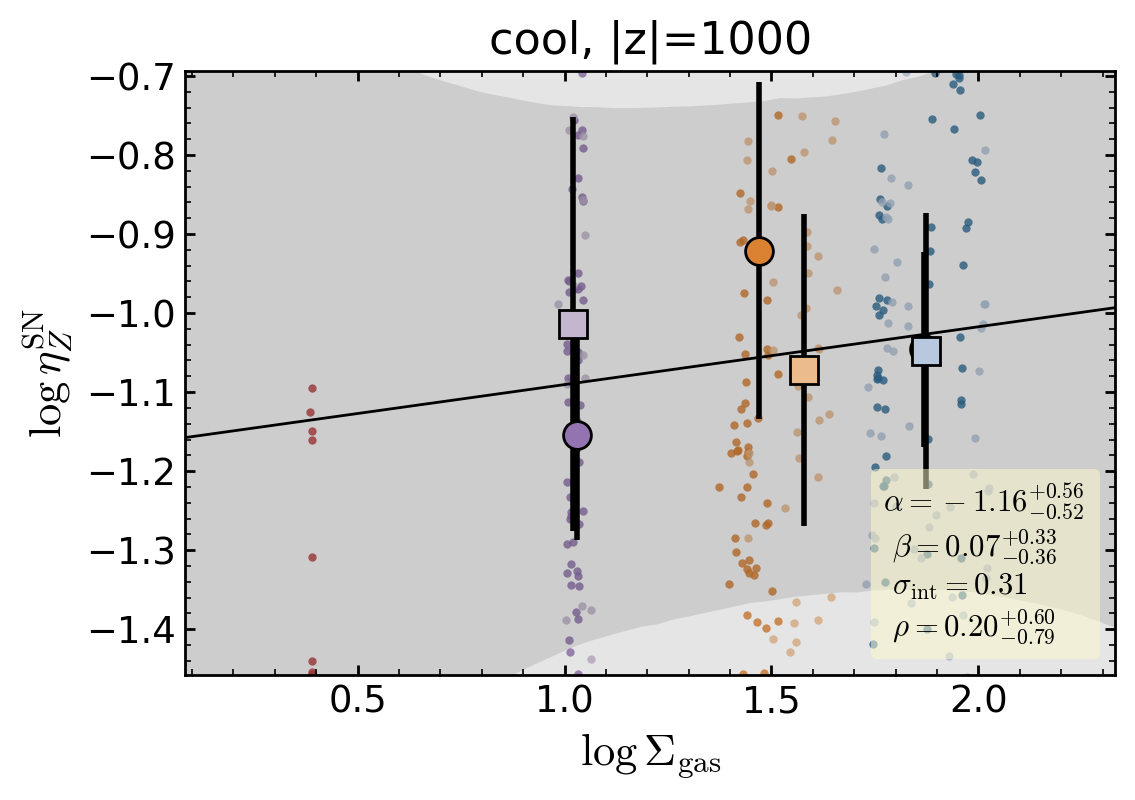 cool, |z|=1000
−0.7
−0.8
−0.9
−1.0
−1.1
−1.2
−1.3
−1.4
log η_Z^SN
α = − 1.16^{+0.56}_{−0.52}
β = 0.07^{+0.33}_{−0.36}
σ_int = 0.31
ρ = 0.20^{+0.60}_{−0.79}
0.5 1.0 1.5 2.0
log Σ_gas